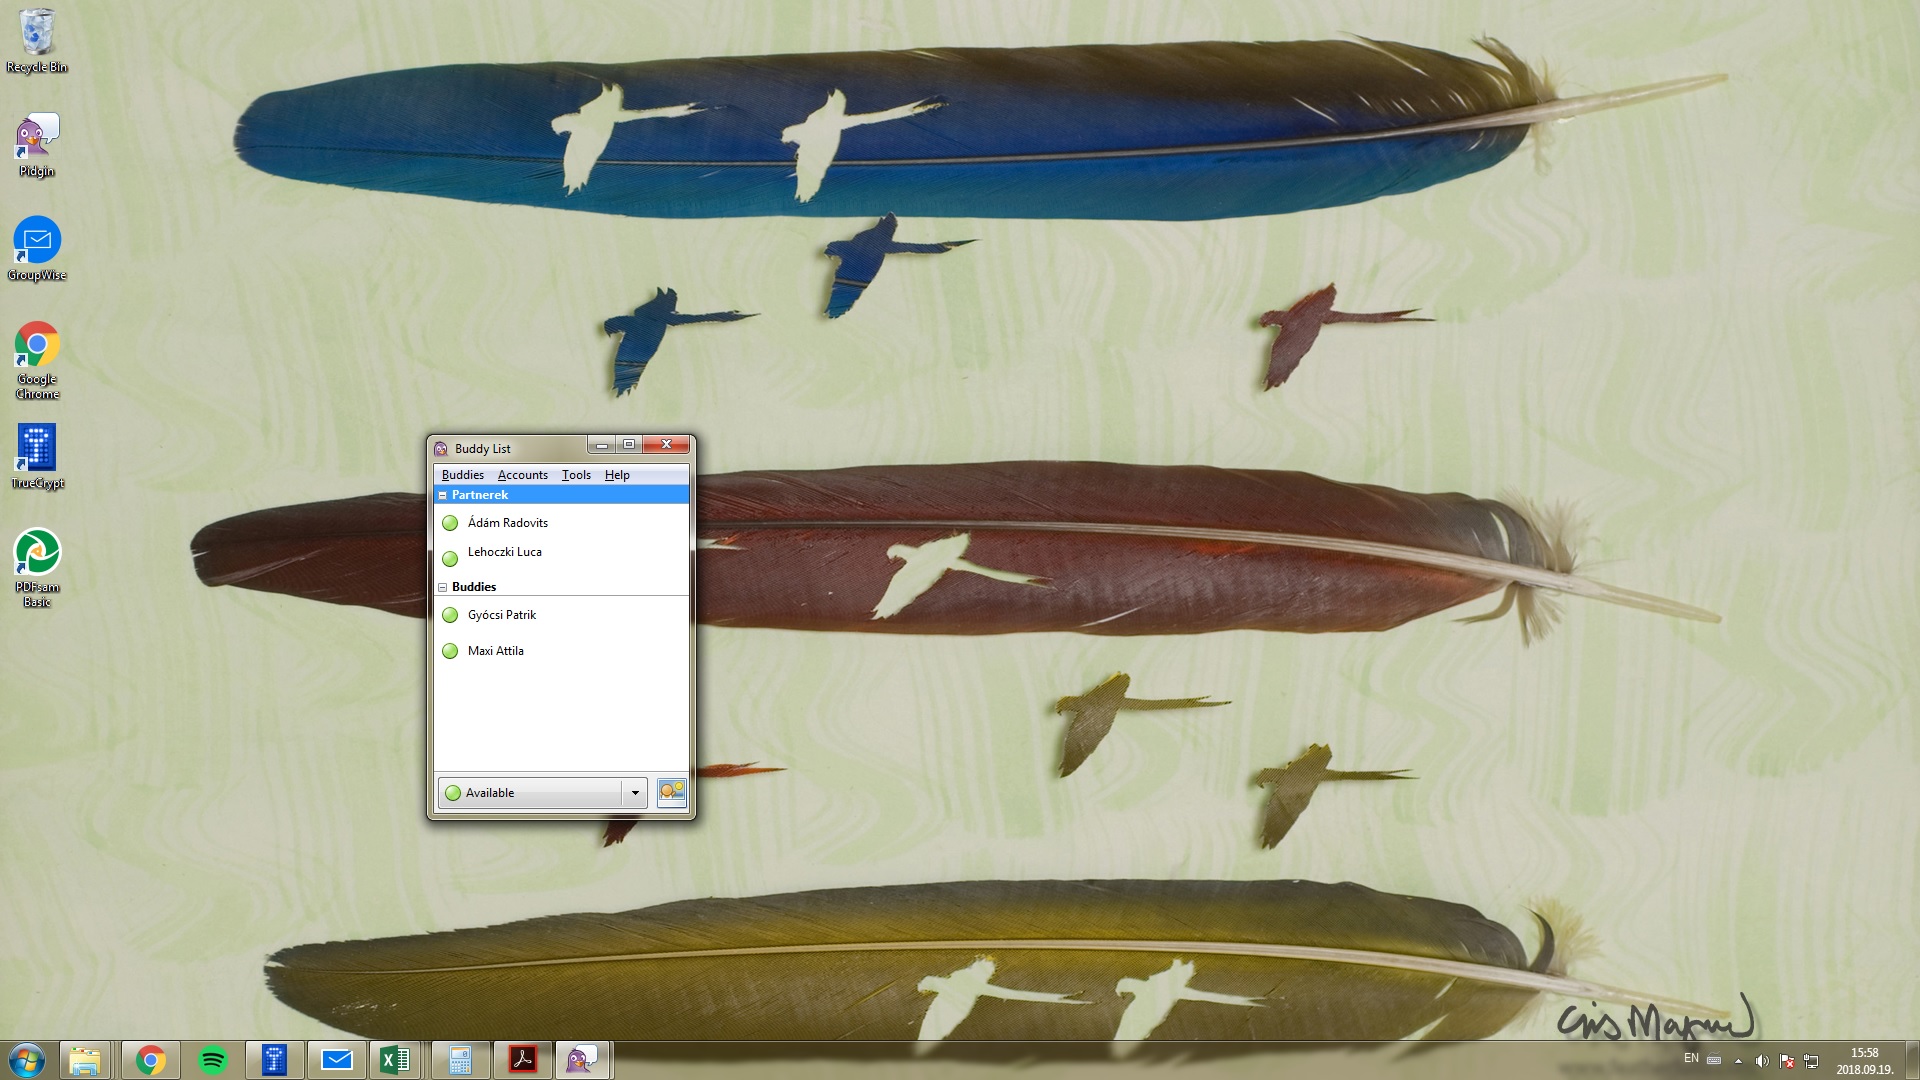 Recycle Bin
Pidgin
GroupWise
Google
Chrome
TrueCrypt
PDFsam
Basic
Buddy List
Buddies Accounts Tools Help
Partnerek
Ádám Radovits
Lehoczki Luca
Buddies
Gyócsi Patrik
Maxi Attila
Available
EN
15:58
2018.09.19.